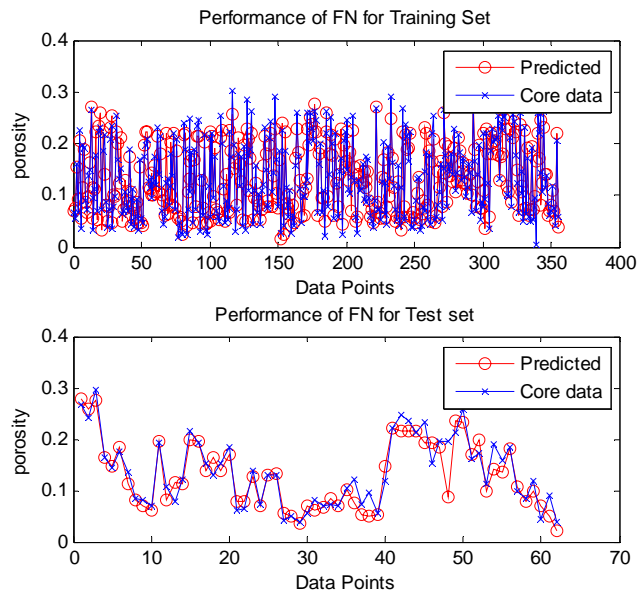 Performance of FN for Training Set
0.4
0.3
0.2
0.1
0
porosity
Predicted
Core data
0 50 100 150 200 250 300 350 400
Data Points
Performance of FN for Test set
0.4
0.3
0.2
0.1
0
porosity
Predicted
Core data
0 10 20 30 40 50 60 70
Data Points